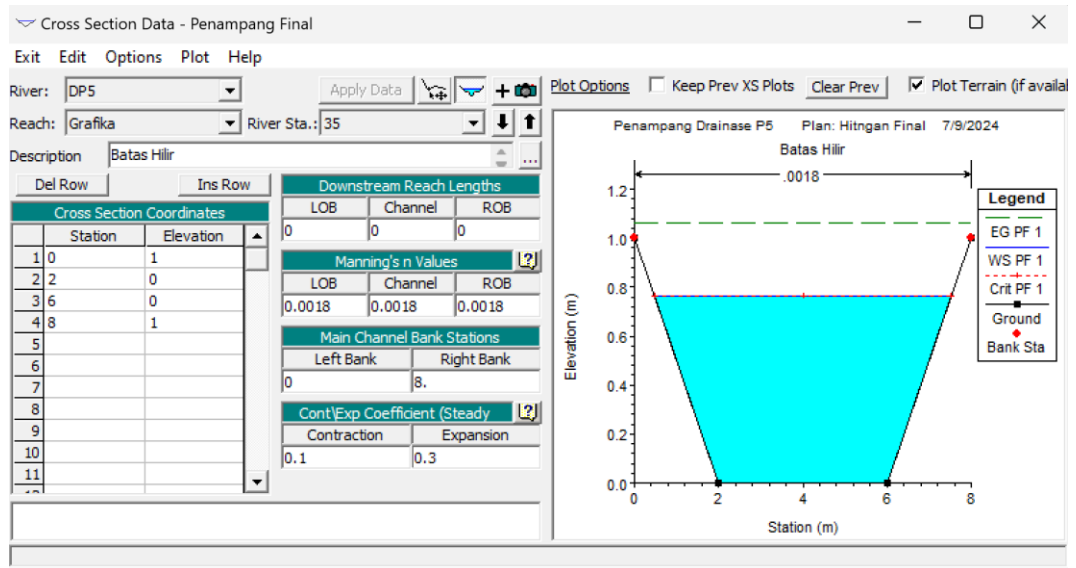 Cross Section Data - Penampang Final
Exit Edit Options Plot Help
River: DP5
Apply Data
Plot Options Keep Prev XS Plots Clear Prev Plot Terrain (if availal
Reach: Grafika River Sta.: 35
Description Batas Hilir ...
Del Row Ins Row
Cross Section Coordinates
Station Elevation
1 0 1
2 2 0
3 6 0
4 8 1
5
6
7
8
9
10
11
Downstream Reach Lengths
LOB Channel ROB
0 0 0
Manning's n Values
LOB Channel ROB
0.0018 0.0018 0.0018
Main Channel Bank Stations
Left Bank Right Bank
0 8.
Cont\Exp Coefficient (Steady
Contraction Expansion
0.1 0.3
Penampang Drainase P5 Plan: Hitngan Final 7/9/2024
Batas Hilir
.0018
1.2
1.0
0.8
0.6
0.4
0.2
0.0
Elevation (m)
0 2 4 6 8
Station (m)
Legend
EG PF 1
WS PF 1
Crit PF 1
Ground
Bank Sta